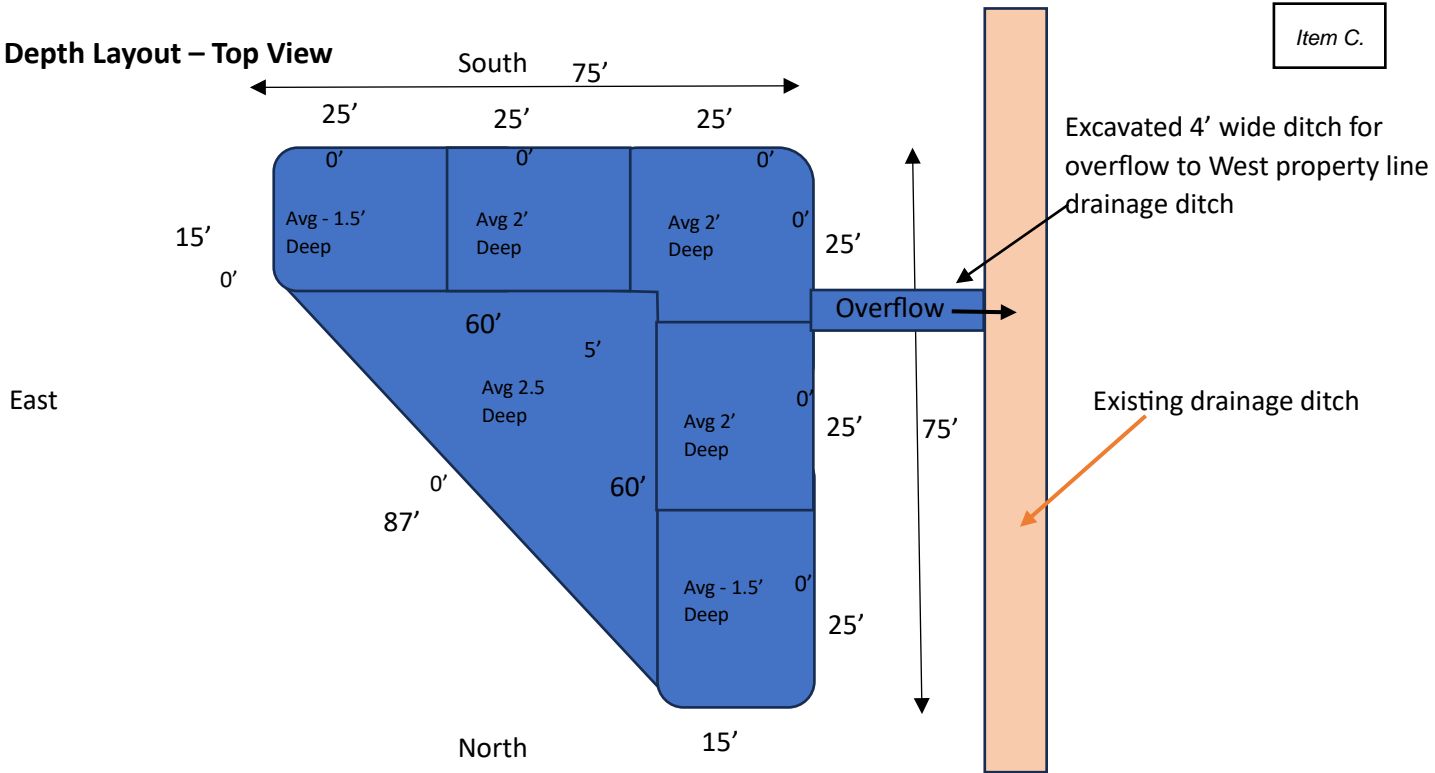 Item C.
Depth Layout – Top View
South
75’
25’
25’
25’
Excavated 4’ wide ditch for
overflow to West property line
drainage ditch
0’
0’
0’
Avg - 1.5’
Deep
Avg 2’
Deep
Avg 2’
Deep
0’
15’
25’
0’
Overflow
60’
5’
East
Avg 2.5
Deep
Avg 2’
Deep
0’
25’
75’
Existing drainage ditch
0’
60’
87’
Avg - 1.5’
Deep
0’
25’
North
15’